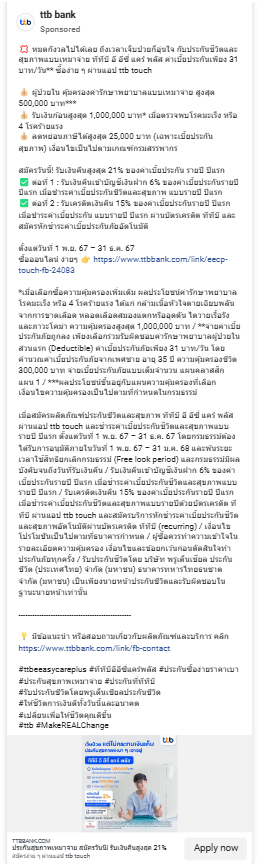 ttb bank
Sponsored
💢 หมดกังวลไปได้เลย ถึงเวลาเจ็บป่วยก็อุ่นใจ กับประกันชีวิตและ
สุขภาพแบบเหมาจ่าย ทีทีบี อีซี่ แคร์ พลัส ค่าเบี้ยประกันเพียง 31
บาท/วัน** ซื้อง่าย ๆ ผ่านแอป ttb touch
👍 ผู้ป่วยใน คุ้มครองค่ารักษาพยาบาลแบบเหมาจ่าย สูงสุด
500,000 บาท***
👍 รับเงินก้อนสูงสุด 1,000,000 บาท* เมื่อตรวจพบโรคมะเร็ง หรือ
4 โรคร้ายแรง
👍 ลดหย่อนภาษีได้สูงสุด 25,000 บาท (เฉพาะเบี้ยประกัน
สุขภาพ) เงื่อนไขเป็นไปตามเกณฑ์กรมสรรพากร
สมัครวันนี้! รับเงินคืนสูงสุด 21% ของค่าเบี้ยประกัน รายปี ปีแรก
✅ ต่อที่ 1 : รับเงินคืนเข้าบัญชีเงินฝาก 6% ของค่าเบี้ยประกันรายปี
ปีแรก เมื่อชำระค่าเบี้ยประกันชีวิตและสุขภาพ แบบรายปี ปีแรก
✅ ต่อที่ 2 : รับเครดิตเงินคืน 15% ของค่าเบี้ยประกันรายปี ปีแรก
เมื่อชำระค่าเบี้ยประกัน แบบรายปี ปีแรก ผ่านบัตรเครดิต ทีทีบี และ
สมัครหักชำระค่าเบี้ยประกันภัยอัตโนมัติ
ตั้งแต่วันที่ 1 พ.ย. 67 – 31 ธ.ค. 67
ซื้อออนไลน์ ง่ายๆ 👉 https://www.ttbbank.com/link/eecp-
touch-fb-24083
*เมื่อเลือกซื้อความคุ้มครองเพิ่มเติม ผลประโยชน์ค่ารักษาพยาบาล
โรคมะเร็ง หรือ 4 โรคร้ายแรง ได้แก่ กล้ามเนื้อหัวใจตายเฉียบพลัน
จากการขาดเลือด หลอดเลือดสมองแตกหรืออุดตัน ไตวายเรื้อรัง
และภาวะโคม่า ความคุ้มครองสูงสุด 1,000,000 บาท / **จ่ายค่าเบี้ย
ประกันภัยถูกลง เพียงเลือกร่วมรับผิดชอบค่ารักษาพยาบาลผู้ป่วยใน
ส่วนแรก (Deductible) ค่าเบี้ยประกันภัยเพียง 31 บาท/วัน โดย
คำนวณค่าเบี้ยประกันภัยจากเพศชาย อายุ 35 ปี ความคุ้มครองชีวิต
300,000 บาท จ่ายเบี้ยประกันภัยแบบเต็มจำนวน แผนคลาสสิก
แผน 1 / ***ผลประโยชน์ขึ้นอยู่กับแผนความคุ้มครองที่เลือก
เงื่อนไขความคุ้มครองเป็นไปตามที่กำหนดในกรมธรรม์
เมื่อสมัครผลิตภัณฑ์ประกันชีวิตและสุขภาพ ทีทีบี อีซี่ แคร์ พลัส
ผ่านแอป ttb touch และชำระค่าเบี้ยประกันชีวิตและสุขภาพแบบ
รายปี ปีแรก ตั้งแต่วันที่ 1 พ.ย. 67 – 31 ธ.ค. 67 โดยกรมธรรม์ต้อง
ได้รับการอนุมัติภายในวันที่ 1 พ.ย. 67 – 31 ม.ค. 68 และพ้นระยะ
เวลาใช้สิทธิยกเลิกกรมธรรม์ (Free look period) และกรมธรรม์มีผล
บังคับจนถึงวันที่รับเงินคืน / รับเงินคืนเข้าบัญชีเงินฝาก 6% ของค่า
เบี้ยประกันรายปี ปีแรก เมื่อชำระค่าเบี้ยประกันชีวิตและสุขภาพแบบ
รายปี ปีแรก / รับเครดิตเงินคืน 15% ของค่าเบี้ยประกันรายปี ปีแรก
เมื่อชำระค่าเบี้ยประกันชีวิตและสุขภาพแบบรายปีด้วยบัตรเครดิต ที
ทีบี ผ่านแอป ttb touch และสมัครบริการหักชำระค่าเบี้ยประกันชีวิต
และสุขภาพอัตโนมัติผ่านบัตรเครดิต ทีทีบี (recurring) / เงื่อนไข
โปรโมชันเป็นไปตามที่ธนาคารกำหนด / ผู้ซื้อควรทำความเข้าใจใน
รายละเอียดความคุ้มครอง เงื่อนไขและข้อยกเว้นก่อนตัดสินใจทำ
ประกันภัยทุกครั้ง / รับประกันชีวิตโดย บริษัท พรูเด็นเชียล ประกัน
ชีวิต (ประเทศไทย) จำกัด (มหาชน) ธนาคารทหารไทยธนชาต
จำกัด (มหาชน) เป็นเพียงนายหน้าประกันชีวิตและรับผิดชอบใน
ฐานะนายหน้าเท่านั้น
----------------------------------------
💡 มีข้อแนะนำ หรือสอบถามเกี่ยวกับผลิตภัณฑ์และบริการ คลิก
https://www.ttbbank.com/link/fb-contact
#ttbeasycareplus #ทีทีบีอีซี่แคร์พลัส #ประกันซื้อง่ายราคาเบา
#ประกันสุขภาพเหมาจ่าย #ประกันที่ทีทีบี
#รับประกันชีวิตโดยพรูเด็นเชียลประกันชีวิต
#ให้ชีวิตการเงินดีทั้งวันนี้และอนาคต
#เปลี่ยนเพื่อให้ชีวิตคุณดีขึ้น
#ttb #MakeREALChange
ttb
TTBBANK.COM
ประกันสุขภาพเหมาจ่าย สมัครวันนี้! รับเงินคืนสูงสุด 21%
สมัครง่าย ๆ ผ่านแอป ttb touch
Apply now